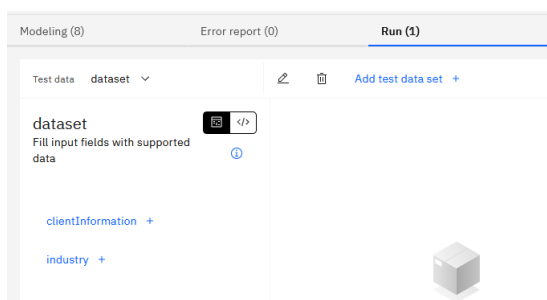 Modeling (8) Error report (0) Run (1)
Test data dataset Add test data set +
dataset </>
Fill input fields with supported
data
clientInformation +
industry +